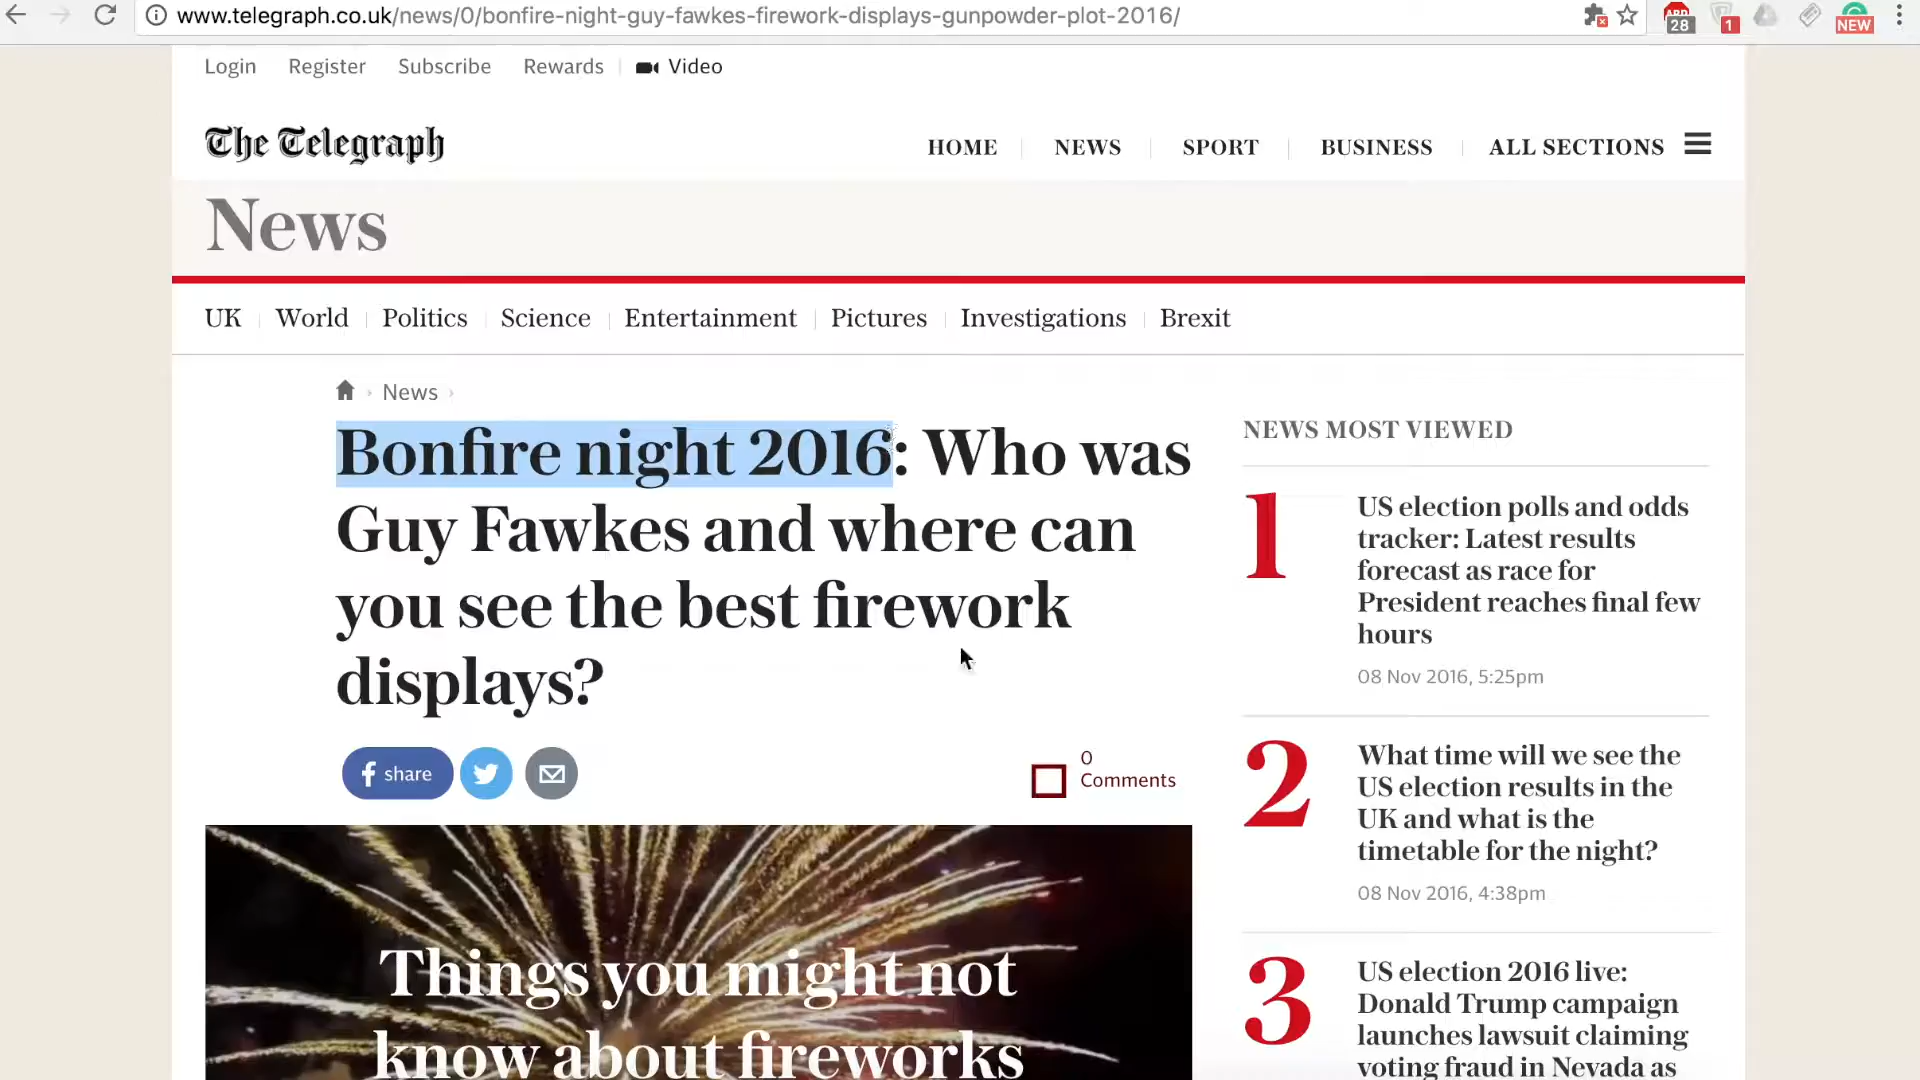 www.telegraph.co.uk/news/0/bonfire-night-guy-fawkes-firework-displays-gunpowder-plot-2016/
ABP
28
1
NEW
Login Register Subscribe Rewards Video
The Telegraph
HOME NEWS SPORT BUSINESS ALL SECTIONS
News
UK World Politics Science Entertainment Pictures Investigations Brexit
News
Bonfire night 2016: Who was
Guy Fawkes and where can
you see the best firework
displays?
share
0
Comments
Things you might not
know about fireworks
NEWS MOST VIEWED
1
US election polls and odds
tracker: Latest results
forecast as race for
President reaches final few
hours
08 Nov 2016, 5:25pm
2
What time will we see the
US election results in the
UK and what is the
timetable for the night?
08 Nov 2016, 4:38pm
3
US election 2016 live:
Donald Trump campaign
launches lawsuit claiming
voting fraud in Nevada as